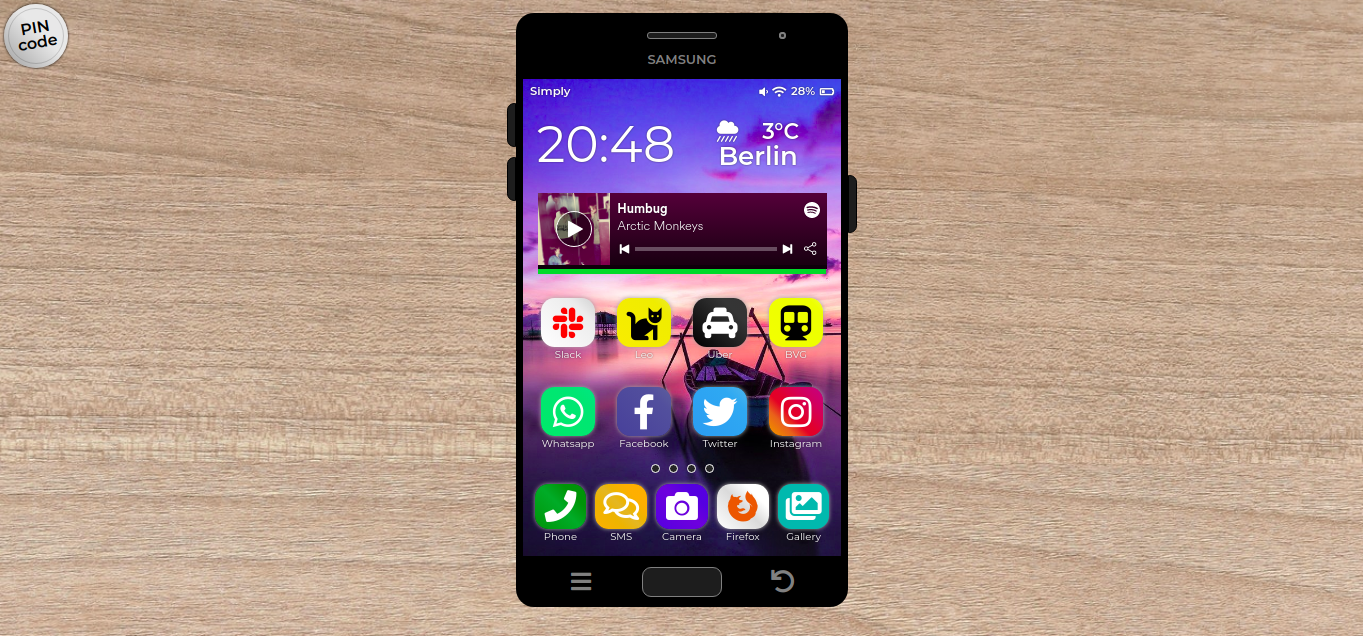 PIN
code
SAMSUNG
Simply
28%
20:48
3°C
Berlin
Humbug
Arctic Monkeys
Slack
Leo
Uber
BVG
Whatsapp
Facebook
Twitter
Instagram
Phone
SMS
Camera
Firefox
Gallery